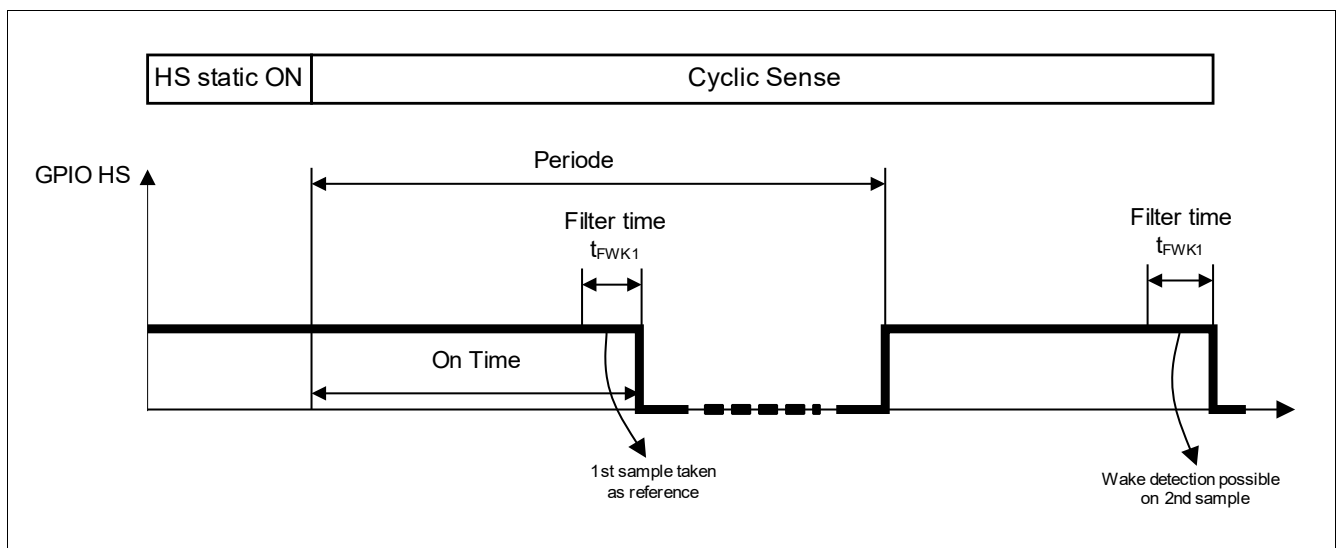 HS static ON
Cyclic Sense
GPIO HS
Periode
Filter time
tFWK1
Filter time
tFWK1
On Time
1st sample taken
as reference
Wake detection possible
on 2nd sample